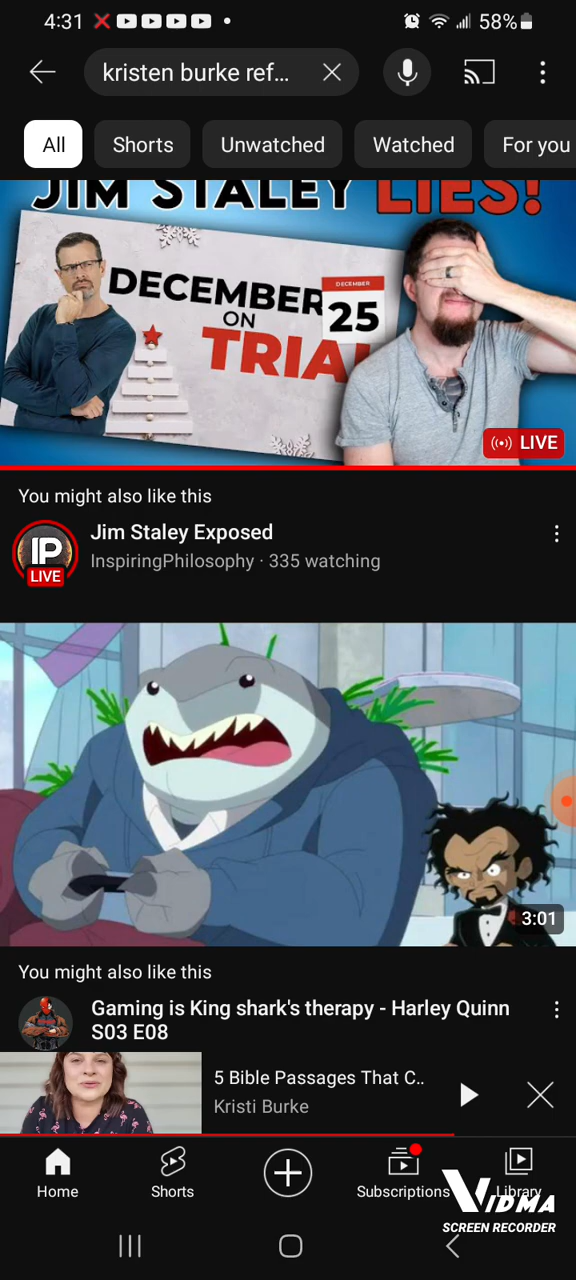 4:31
58%
kristen burke ref...
All
Shorts
Unwatched
Watched
For you
JIM STALEY LIES!
DECEMBER
ON
TRIAL
DECEMBER
25
LIVE
You might also like this
IP
LIVE
Jim Staley Exposed
InspiringPhilosophy · 335 watching
3:01
You might also like this
Gaming is King shark's therapy - Harley Quinn
S03 E08
5 Bible Passages That C..
Kristi Burke
Home
Shorts
Subscriptions
Library
VIDMA
SCREEN RECORDER